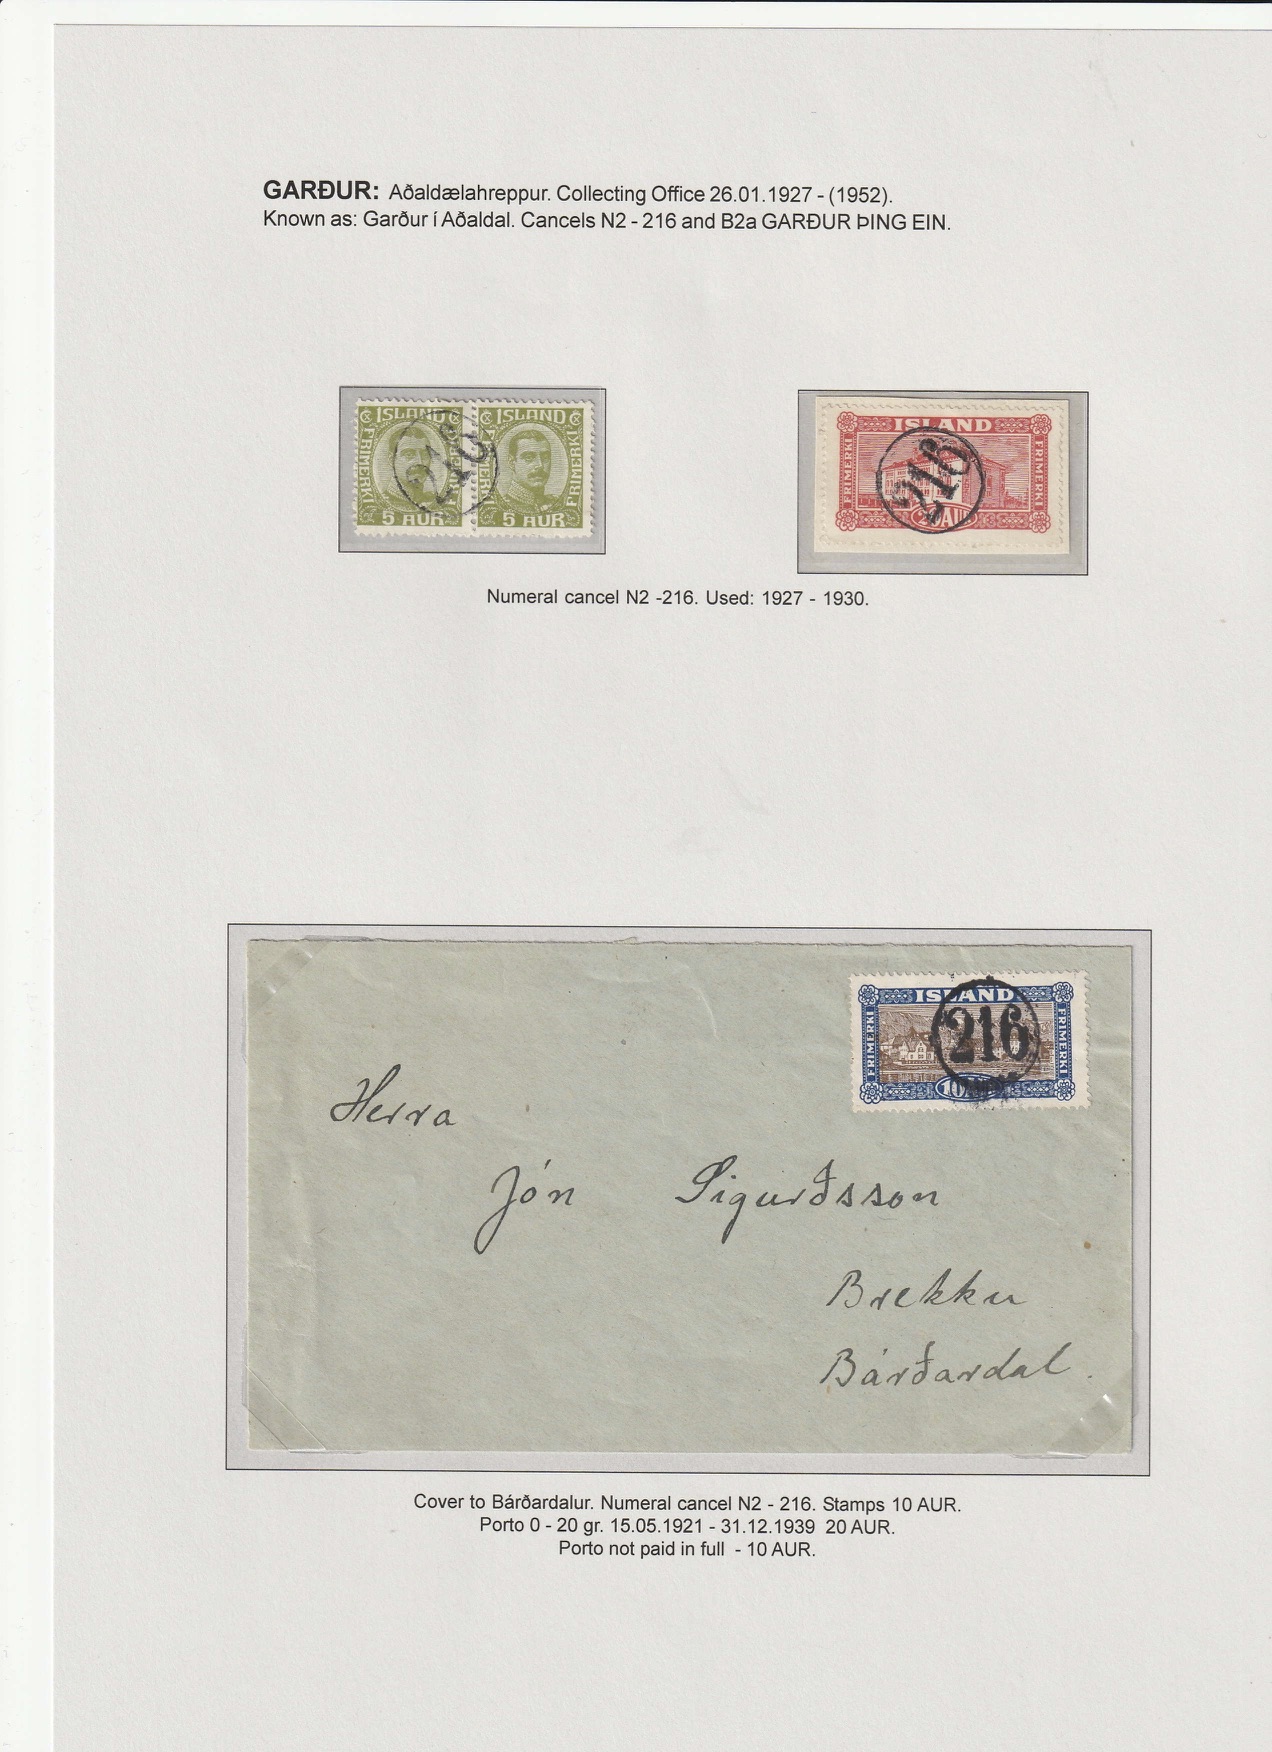 GARÐUR: Aðaldælahreppur. Collecting Office 26.01.1927 - (1952).
Known as: Garður í Aðaldal. Cancels N2 - 216 and B2a GARÐUR ÞING EIN.
ISLAND ISLAND
FRIMERKI FRIMERKI
216
5 AUR 5 AUR
ISLAND
FRIMERKI FRIMERKI
216
20 AUR
Numeral cancel N2 -216. Used: 1927 - 1930.
ISLAND
FRIMERKI FRIMERKI
216
Herra
Jón Sigurðsson
Brekku
Bárðardal.
Cover to Bárðardalur. Numeral cancel N2 - 216. Stamps 10 AUR.
Porto 0 - 20 gr. 15.05.1921 - 31.12.1939 20 AUR.
Porto not paid in full - 10 AUR.